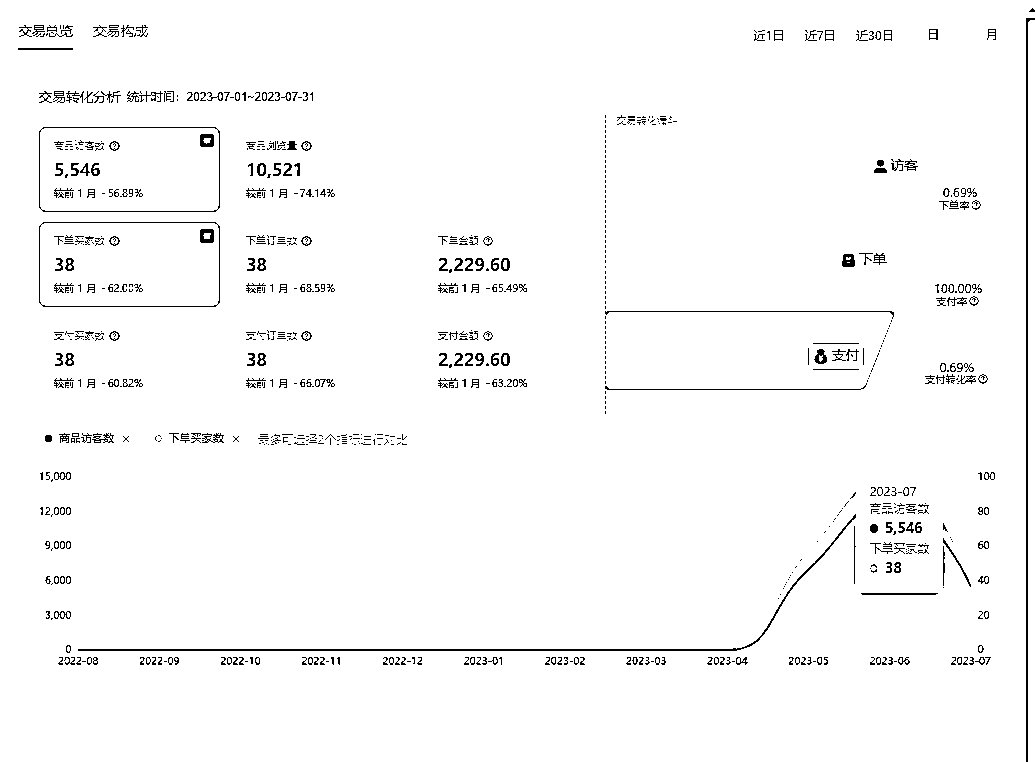 交易总览 交易构成
近1日 近7日 近30日 日 月
交易转化分析 统计时间：2023-07-01~2023-07-31
交易转化漏斗
商品访客数
5,546
较前1月 -56.89%
商品浏览量
10,521
较前1月 -74.14%
下单买家数
38
较前1月 -62.00%
下单订单数
38
较前1月 -68.59%
下单金额
2,229.60
较前1月 -65.49%
支付买家数
38
较前1月 -60.82%
支付订单数
38
较前1月 -66.07%
支付金额
2,229.60
较前1月 -63.20%
访客
0.69%
下单率
下单
100.00%
支付率
支付
0.69%
支付转化率
商品访客数 × 下单买家数 × 最多可选择2个指标进行对比
15,000
12,000
9,000
6,000
3,000
0
100
80
60
40
20
0
2023-07
商品访客数
5,546
下单买家数
38
2022-08 2022-09 2022-10 2022-11 2022-12 2023-01 2023-02 2023-03 2023-04 2023-05 2023-06 2023-07